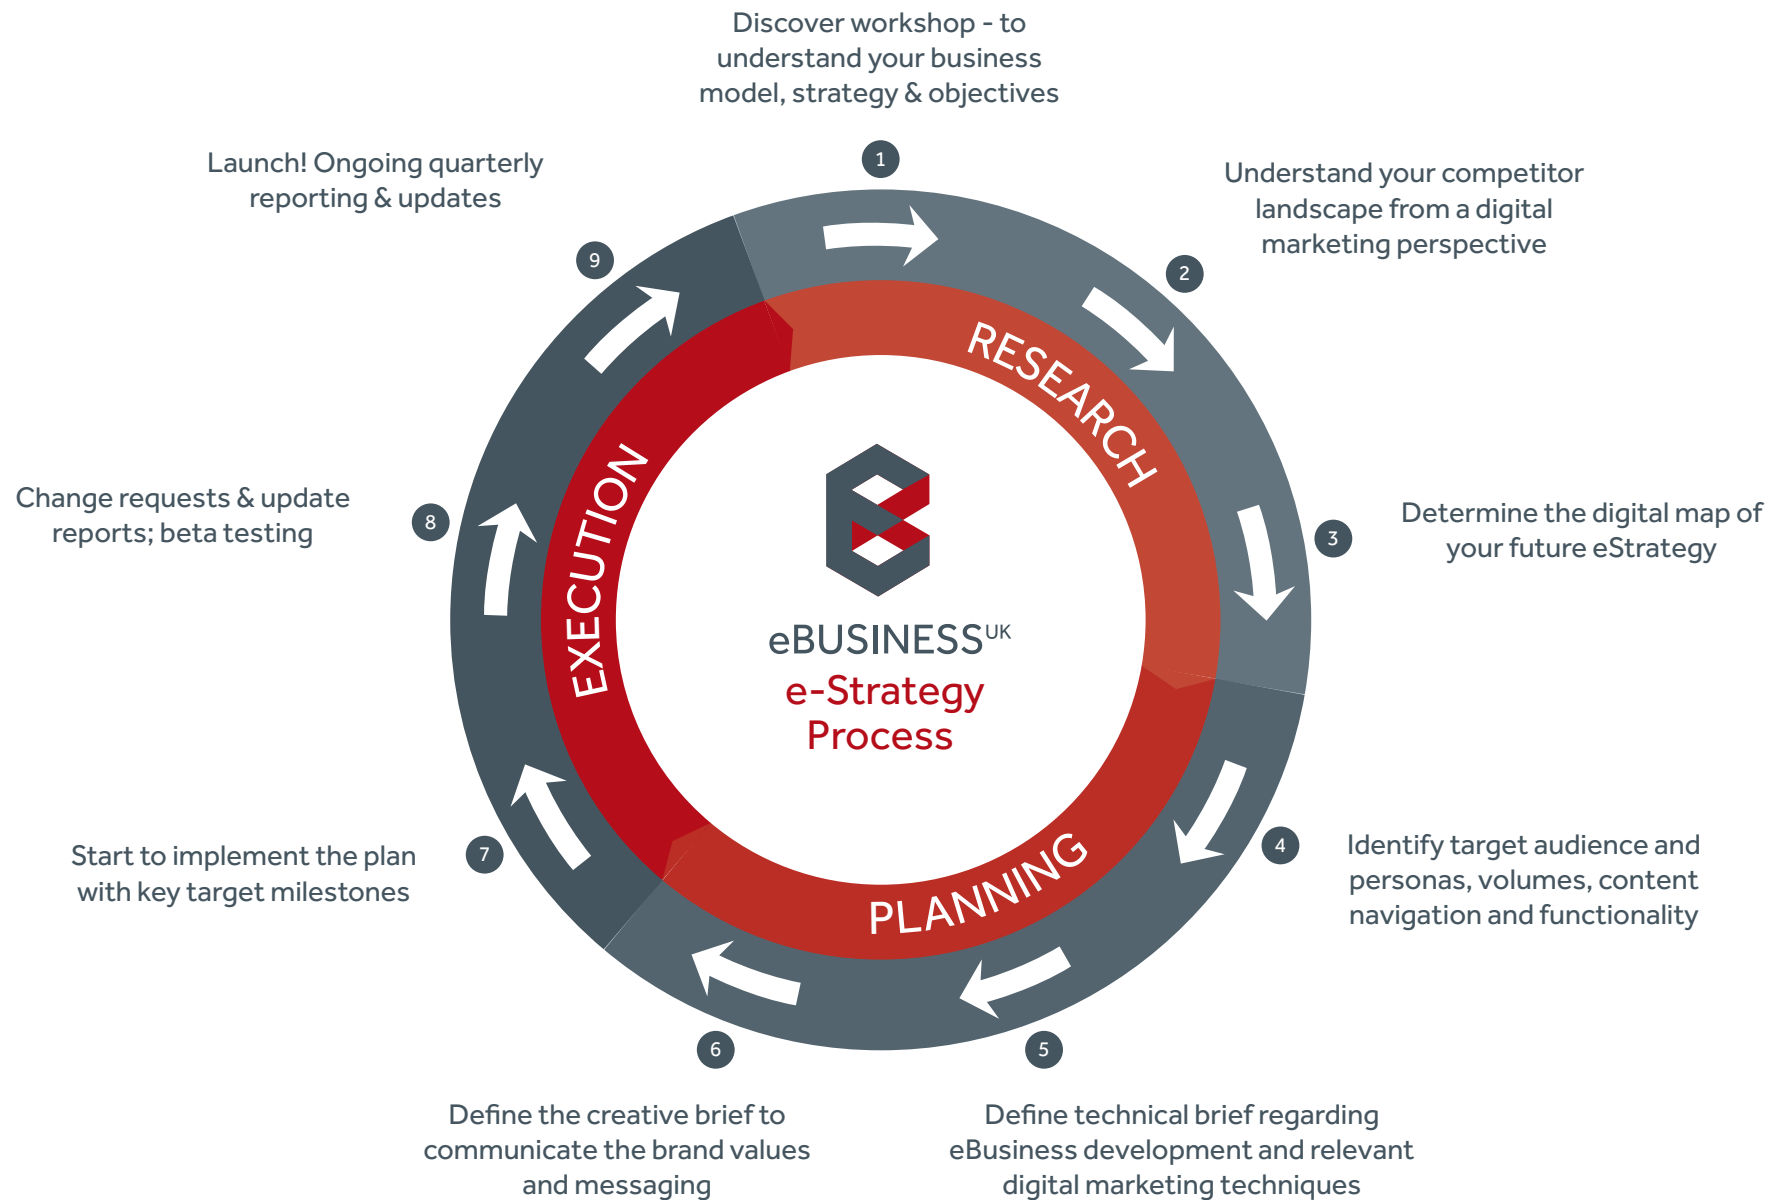 Discover workshop - to
understand your business
model, strategy & objectives
1
Understand your competitor
landscape from a digital
marketing perspective
2
Determine the digital map of
your future eStrategy
3
Identify target audience and
personas, volumes, content
navigation and functionality
4
Define technical brief regarding
eBusiness development and relevant
digital marketing techniques
5
Define the creative brief to
communicate the brand values
and messaging
6
Start to implement the plan
with key target milestones
7
Change requests & update
reports; beta testing
8
Launch! Ongoing quarterly
reporting & updates
9
RESEARCH
PLANNING
EXECUTION
eBUSINESS UK
e-Strategy
Process